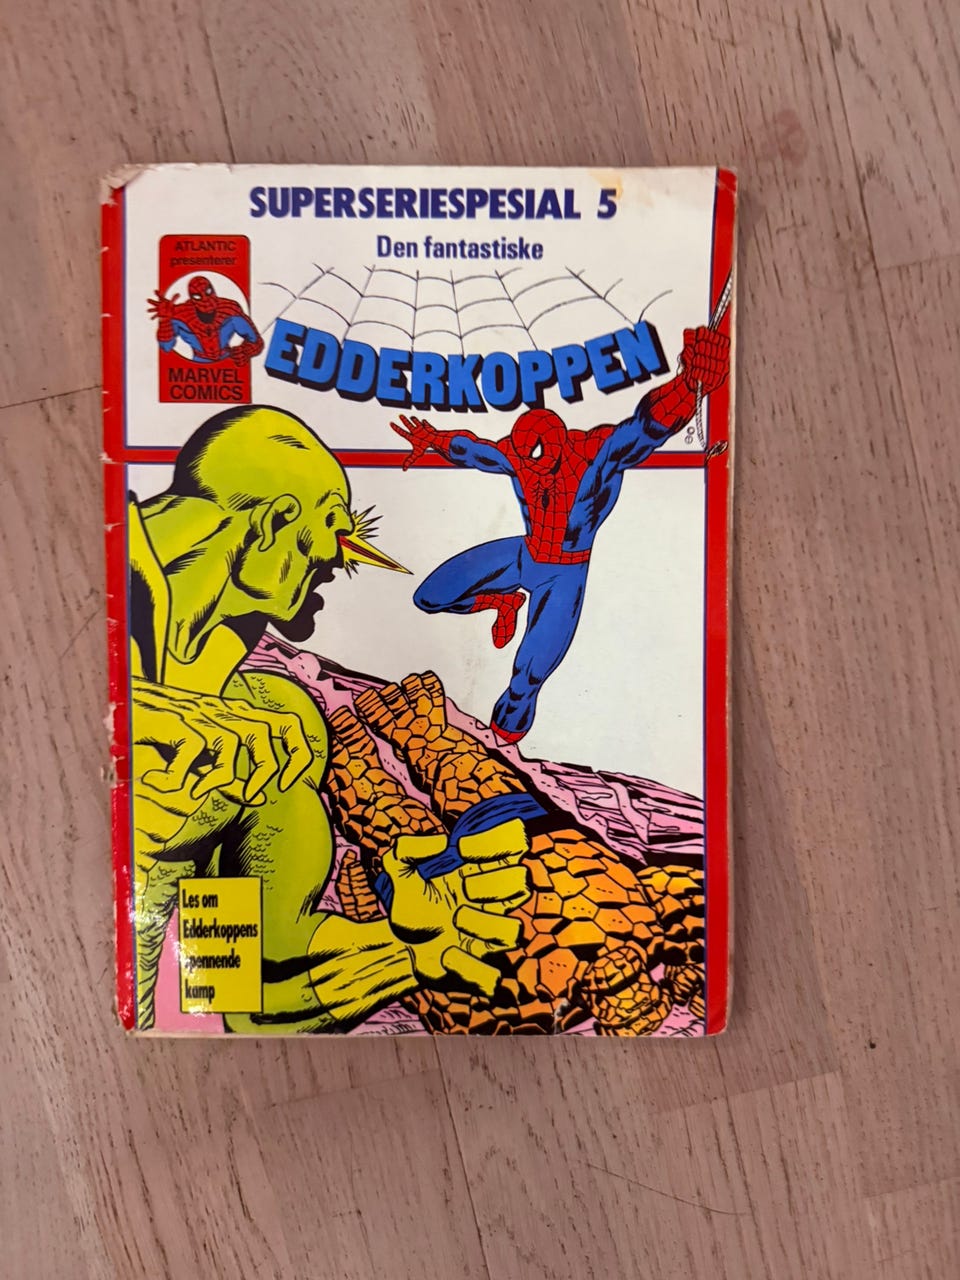 SUPERSERIESPESIAL 5
Den fantastiske
EDDERKOPPEN
ATLANTIC
presenterer
MARVEL
COMICS
Les om
Edderkoppens
spennende
kamp